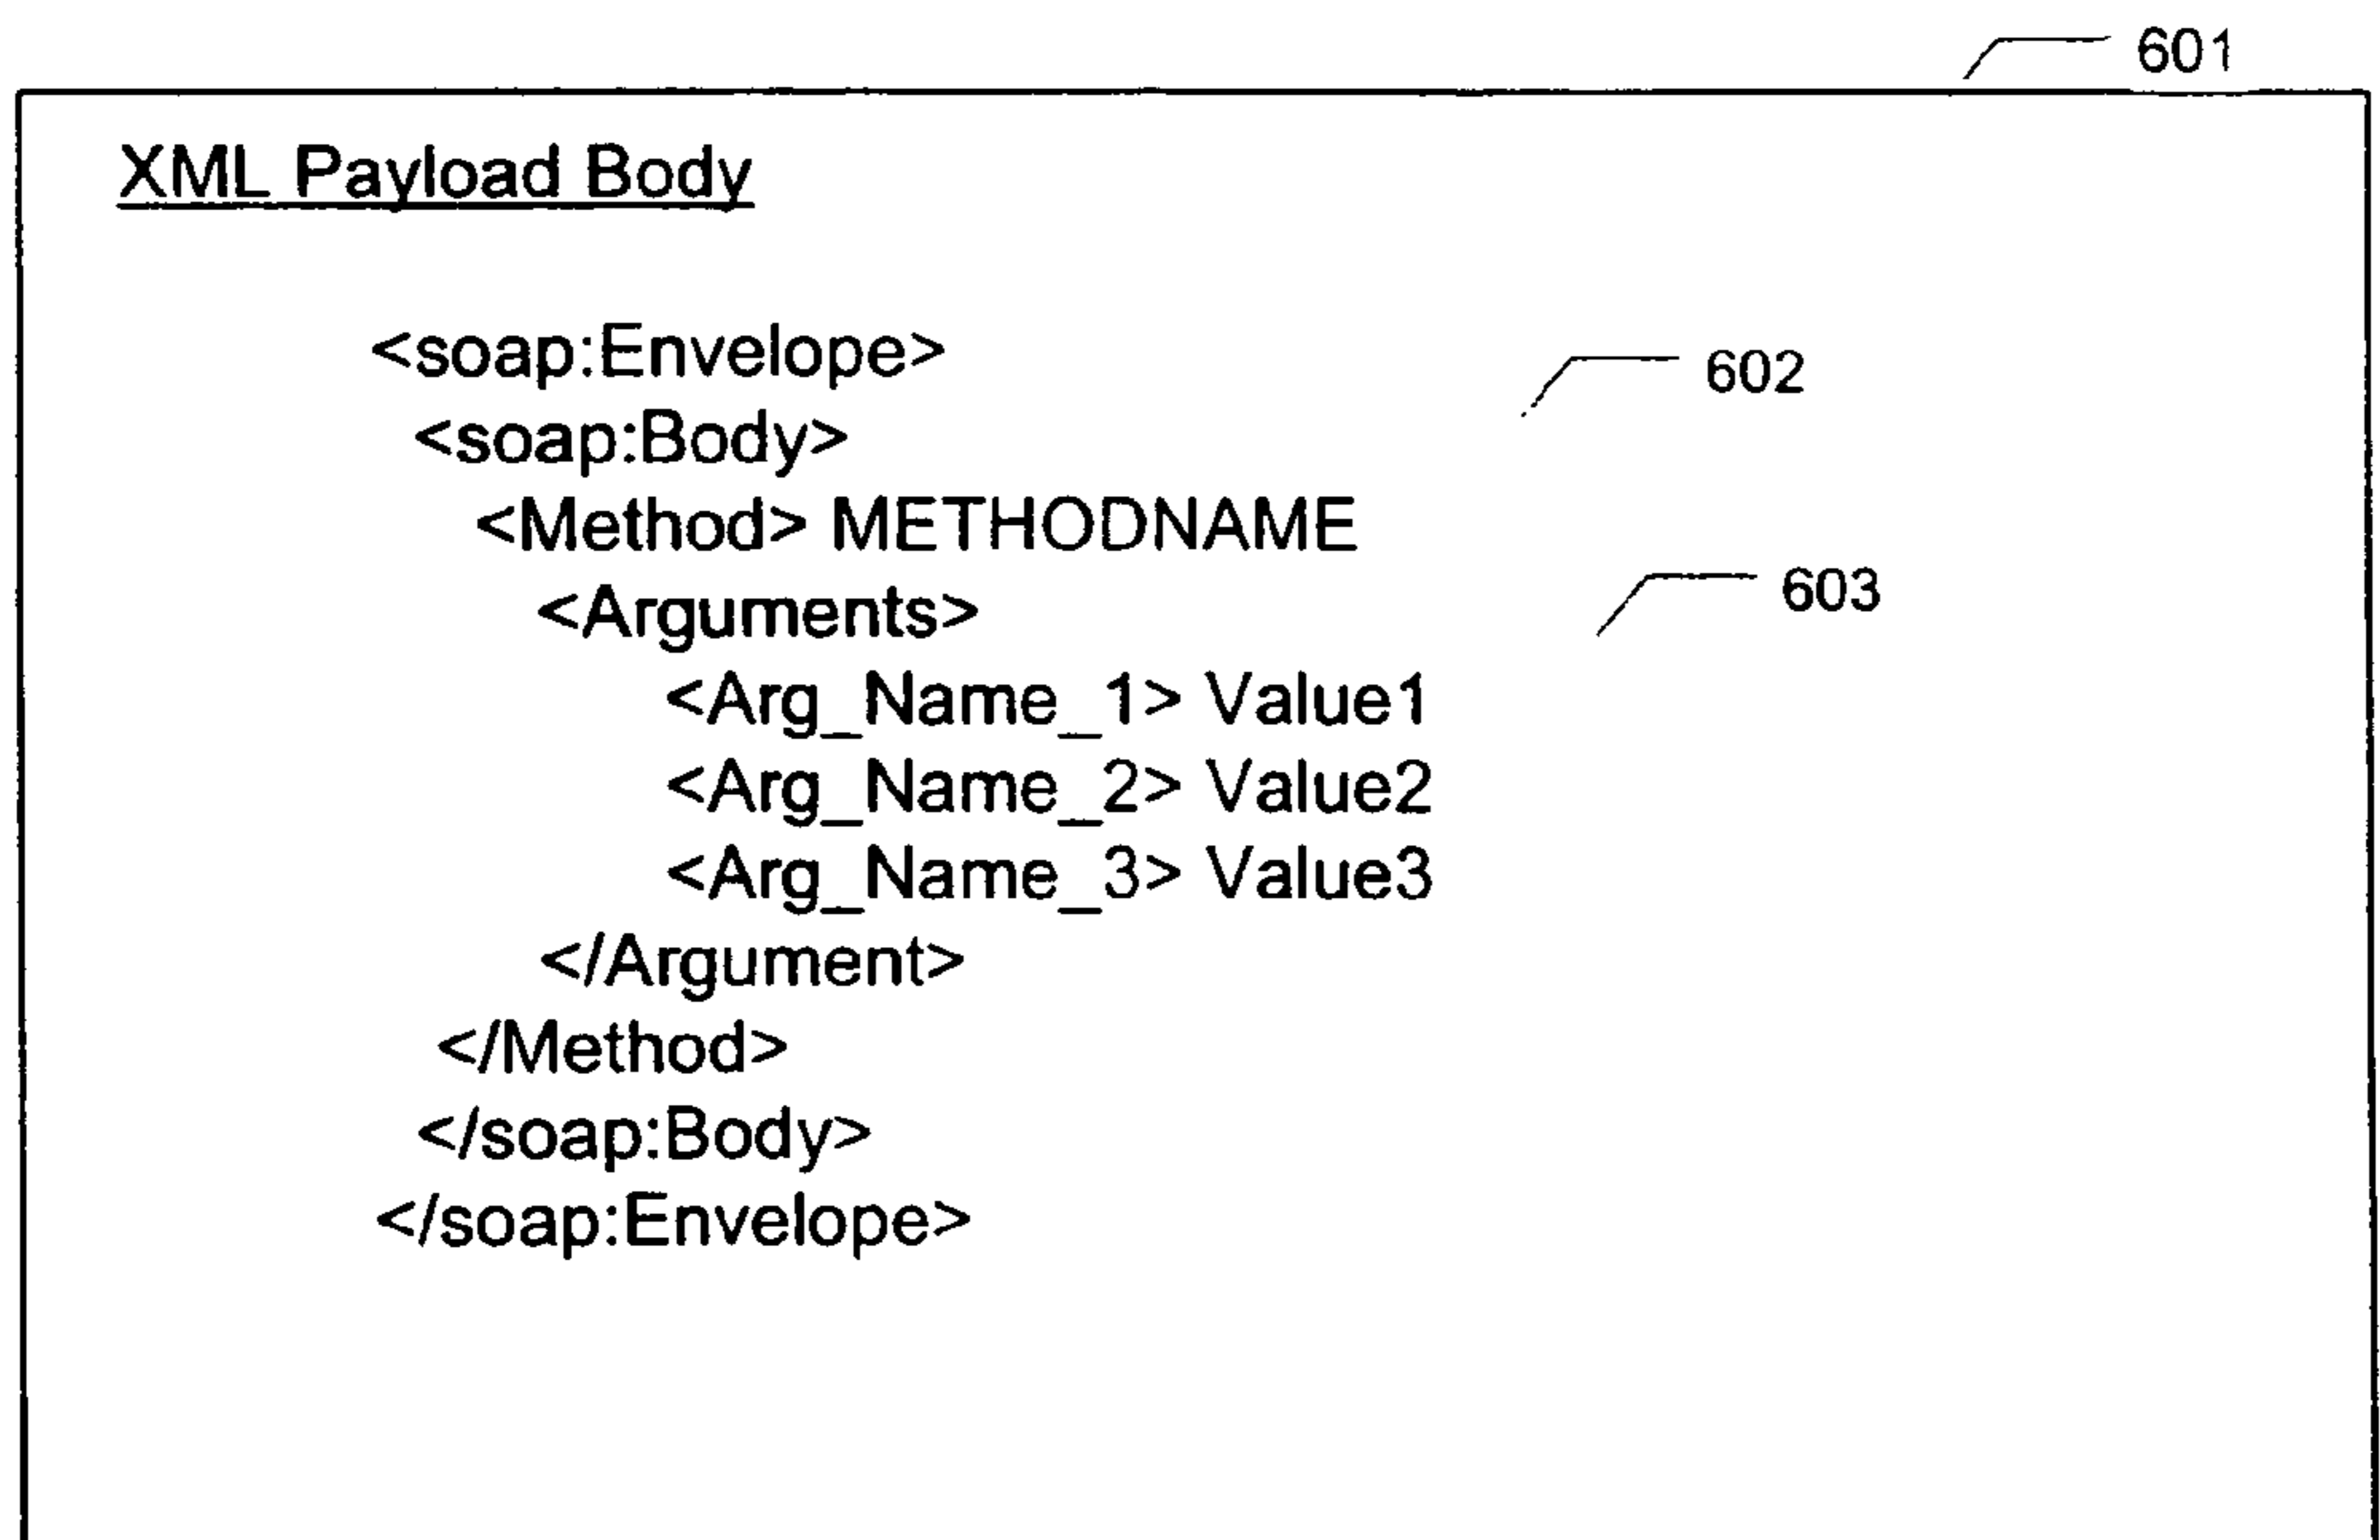 601
XML Payload Body
<soap:Envelope>
602
<soap:Body>
<Method> METHODNAME
603
<Arguments>
<Arg_Name_1> Value1
<Arg_Name_2> Value2
<Arg_Name_3> Value3
</Argument>
</Method>
</soap:Body>
</soap:Envelope>